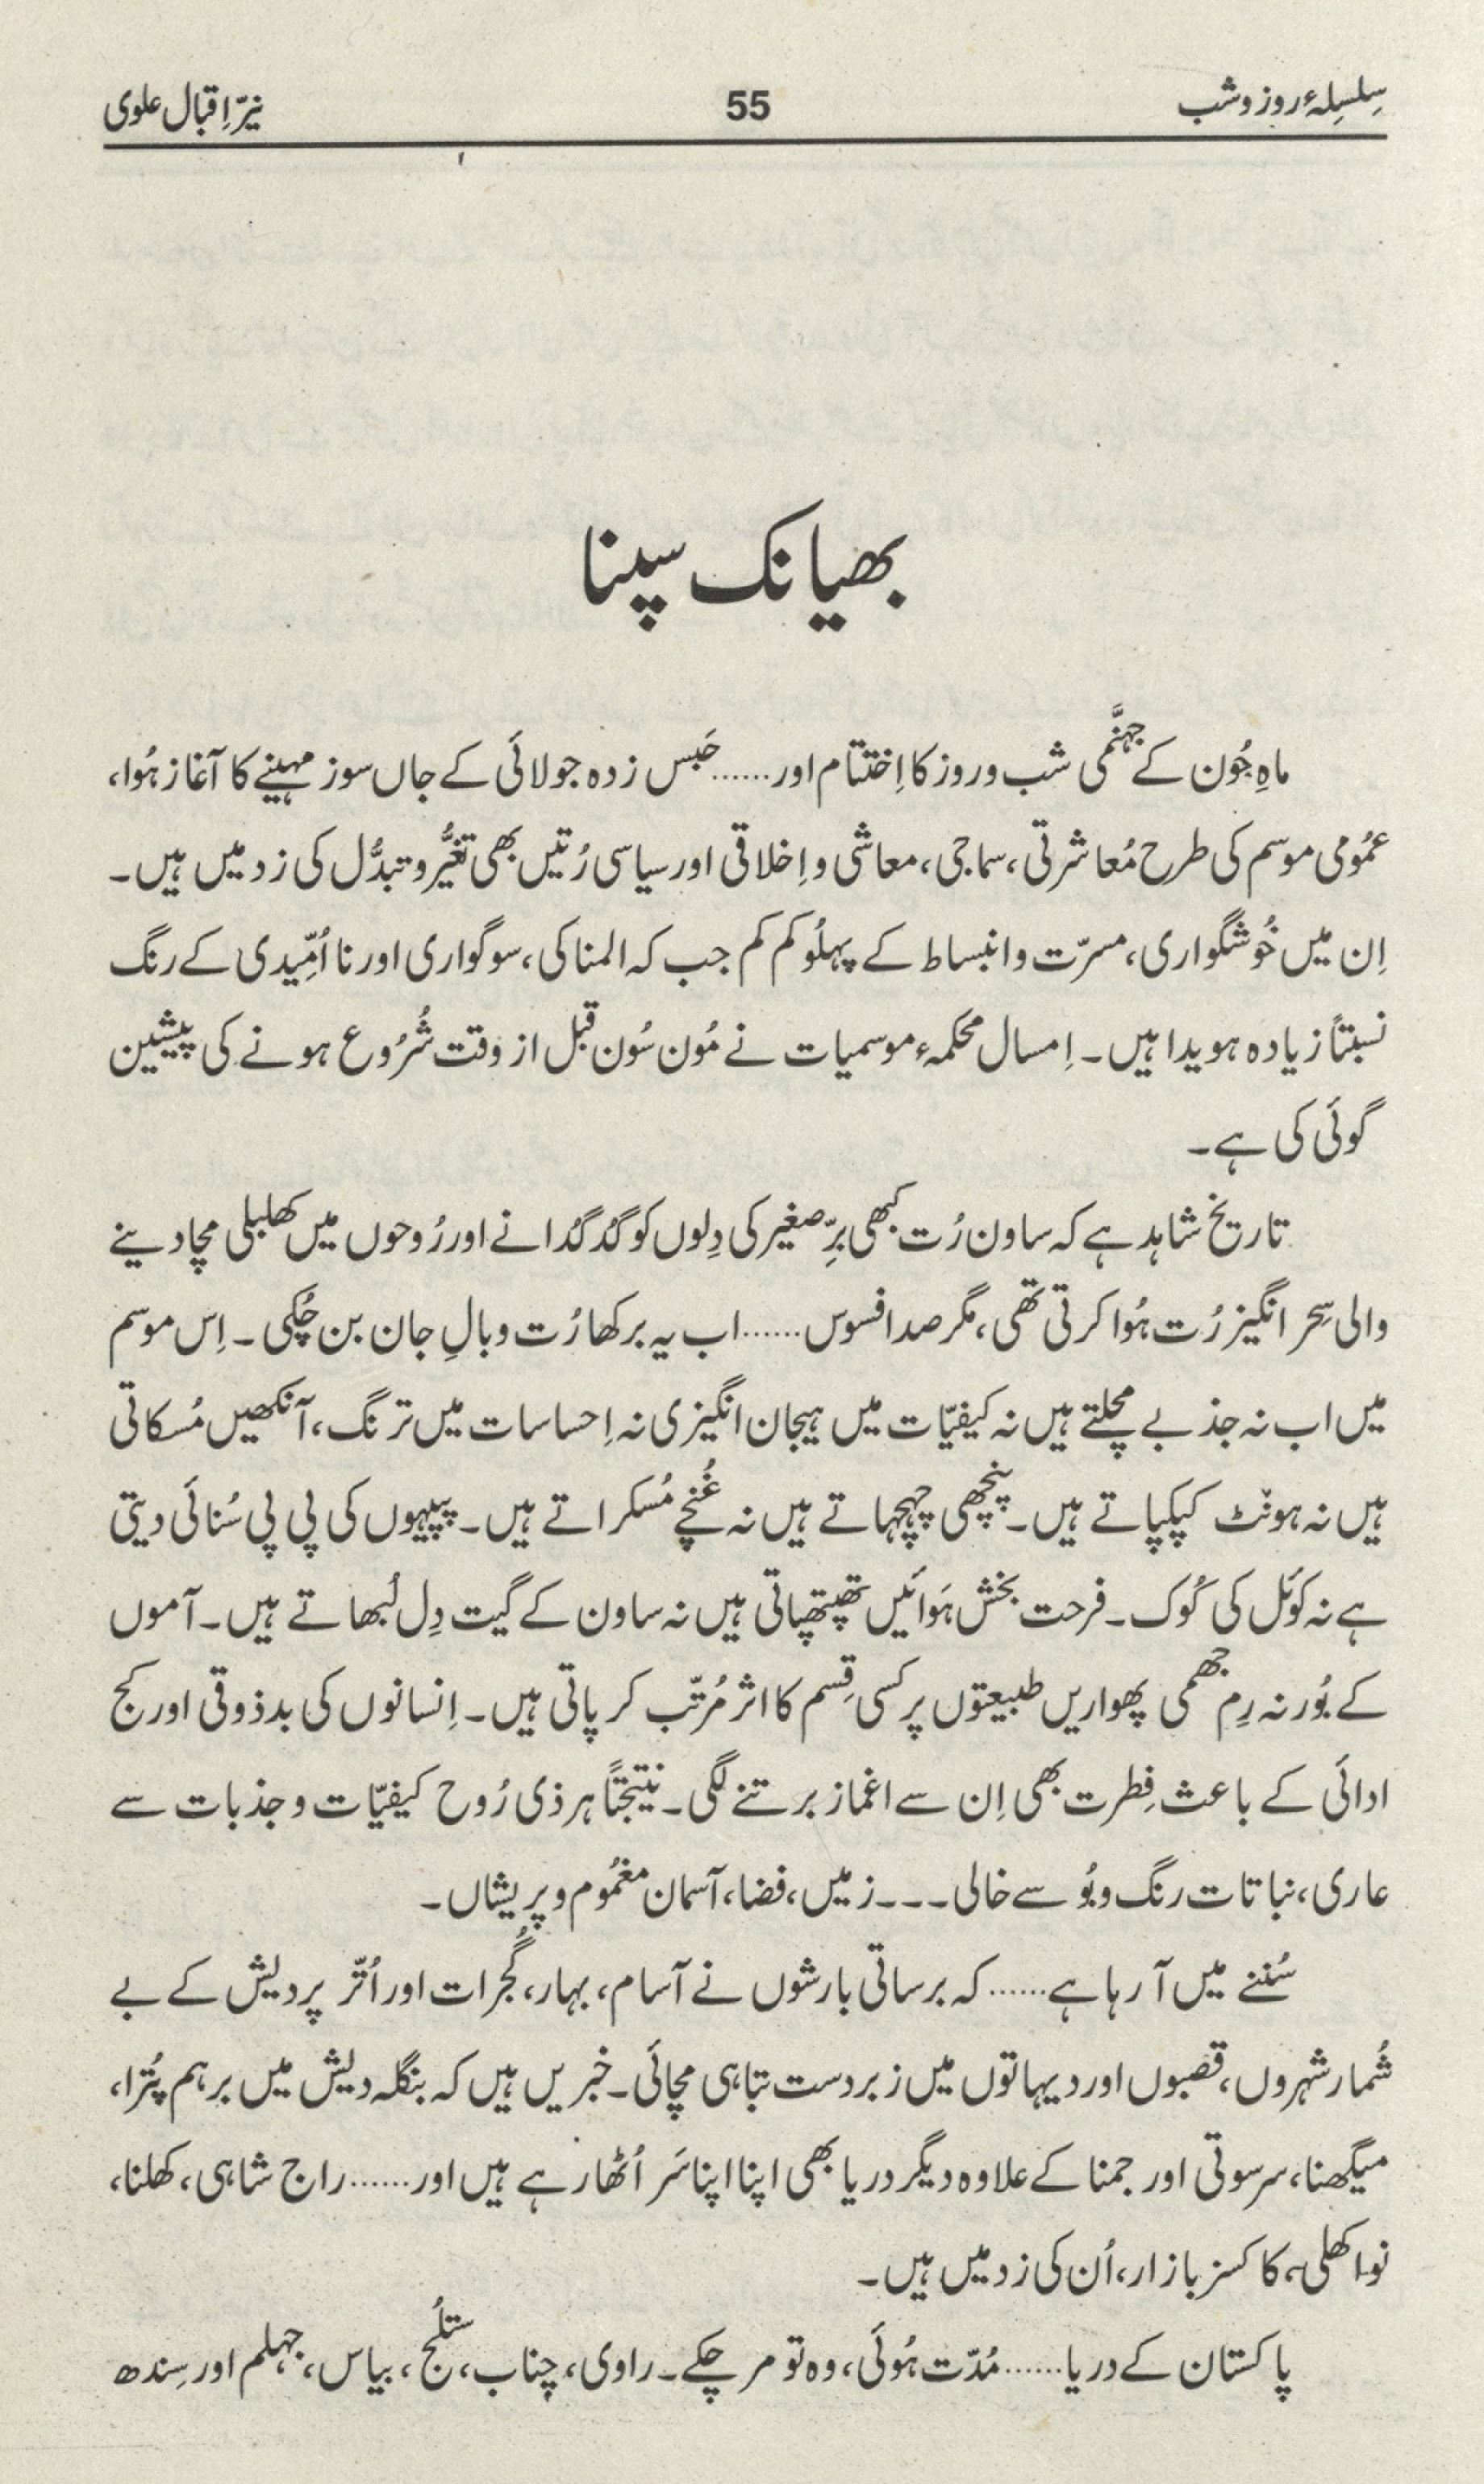 سِلسِلۂ روز و شب
55
نیّر اِقبال علوی
بھیانک سپنا
ماہِ جُون کے جہنَّمی شب و روز کا اِختتام اور......حَبس زدہ جولائی کے جاں سوز مہینے کا آغاز ہُوا،
عمُومی موسم کی طرح مُعاشرتی، سماجی، معاشی و اِخلاقی اور سیاسی رُتیں بھی تغیُّر و تبدُّل کی زد میں ہیں۔
اِن میں خُوشگواری، مسرّت و انبساط کے پہلُو کم کم جب کہ المناکی، سوگواری اور نا اُمِّیدی کے رنگ
نسبتاً زیادہ ہویدا ہیں۔ اِمسال محکمۂ موسمیات نے مُون سُون قبل از وقت شُرُوع ہونے کی پیشین
گوئی کی ہے۔
تاریخ شاہد ہے کہ ساون رُت کبھی برِّصغیر کی دِلوں کو گُدگُدانے اور رُوحوں میں کھلبلی مچا دینے
والی سِحر انگیز رُت ہُوا کرتی تھی، مگر صد افسوس......اب یہ برکھا رُت وبالِ جان بن چُکی۔ اِس موسم
میں اب نہ جذبے مچلتے ہیں نہ کیفیّات میں ہیجان انگیزی نہ اِحساسات میں ترنگ، آنکھیں مُسکاتی
ہیں نہ ہونٹ کپکپاتے ہیں۔ پنچھی چہچہاتے ہیں نہ غُنچے مُسکراتے ہیں۔ پپیہوں کی پی پی سُنائی دیتی
ہے نہ کوئل کی کُوک۔ فرحت بخش ہَوائیں تھپتھپاتی ہیں نہ ساون کے گیت دِل لُبھاتے ہیں۔ آموں
کے بُور نہ رِم جھمی پھواریں طبیعتوں پر کسی قِسم کا اثر مُرتّب کر پاتی ہیں۔ اِنسانوں کی بدذوقی اور کج
ادائی کے باعث فِطرت بھی اِن سے اغماز برتنے لگی۔ نتیجتاً ہر ذی رُوح کیفیّات و جذبات سے
عاری، نباتات رنگ و بُو سے خالی۔۔۔زمیں، فضا، آسمان مغمُوم و پریشاں۔
سُننے میں آ رہا ہے......کہ برساتی بارشوں نے آسام، بہار، گُجرات اور اُتّر پردیش کے بے
شُمار شہروں، قصبوں اور دیہاتوں میں زبردست تباہی مچائی۔ خبریں ہیں کہ بنگلہ دیش میں برہم پُترا،
میگھنا، سرسوتی اور جمنا کے علاوہ دیگر دریا بھی اپنا اپنا سَر اُٹھا رہے ہیں اور......راج شاہی، کھلنا،
نواکھلی، کاکسز بازار، اُن کی زد میں ہیں۔
پاکستان کے دریا......مُدّت ہُوئی، وہ تو مر چکے۔ راوی، چناب، ستلُج، بیاس، جہلم اور سِندھ